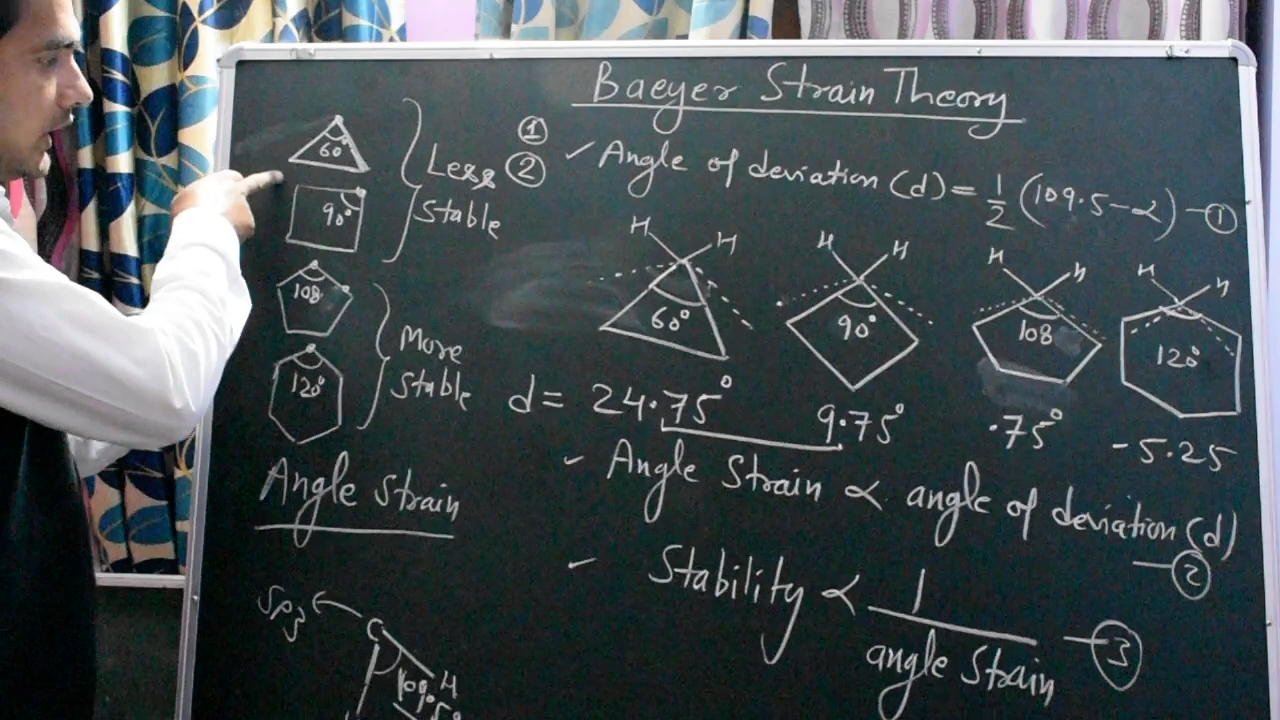 Baeyer Strain Theory
60°
90°
108
120°
Less
Stable
More
Stable
①
②
✓ Angle of deviation (d) = 1/2 (109.5 - α) - ①
H H
60°
H H
90°
H H
108
H H
120°
d = 24.75° 9.75° .75° -5.25
- Angle Strain ∝ angle of deviation (d)
- ②
- Stability ∝ 1/angle Strain - ③
Angle Strain
Sp3
C
H